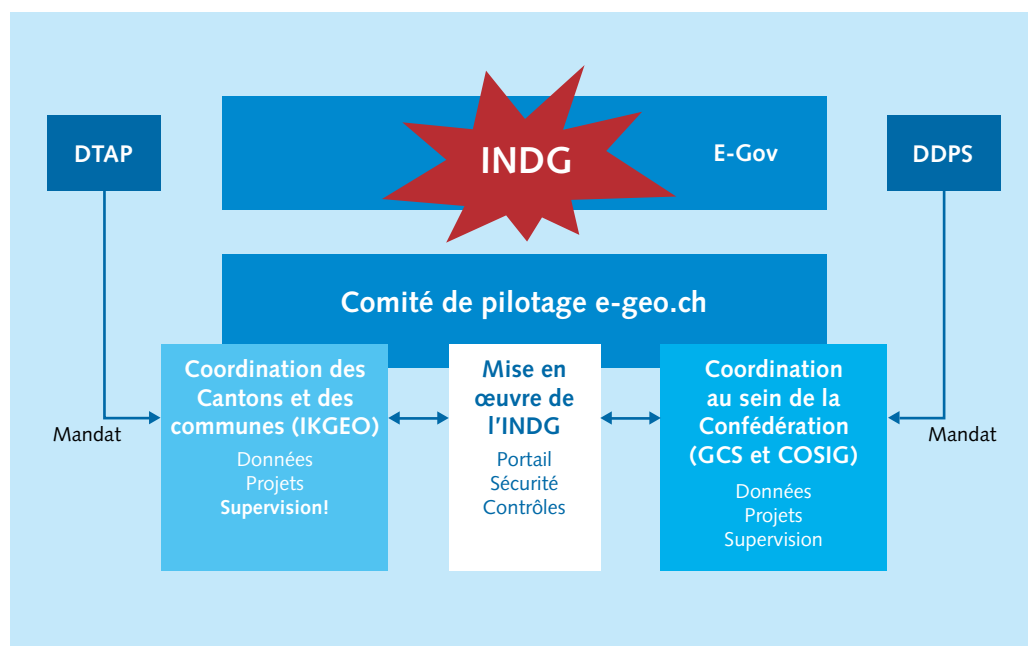 DTAP
INDG
E-Gov
DDPS
Comité de pilotage e-geo.ch
Coordination des
Cantons et des
communes (IKGEO)
Données
Projets
Supervision!
Mise en
œuvre de
l'INDG
Portail
Sécurité
Contrôles
Coordination
au sein de la
Confédération
(GCS et COSIG)
Données
Projets
Supervision
Mandat
Mandat